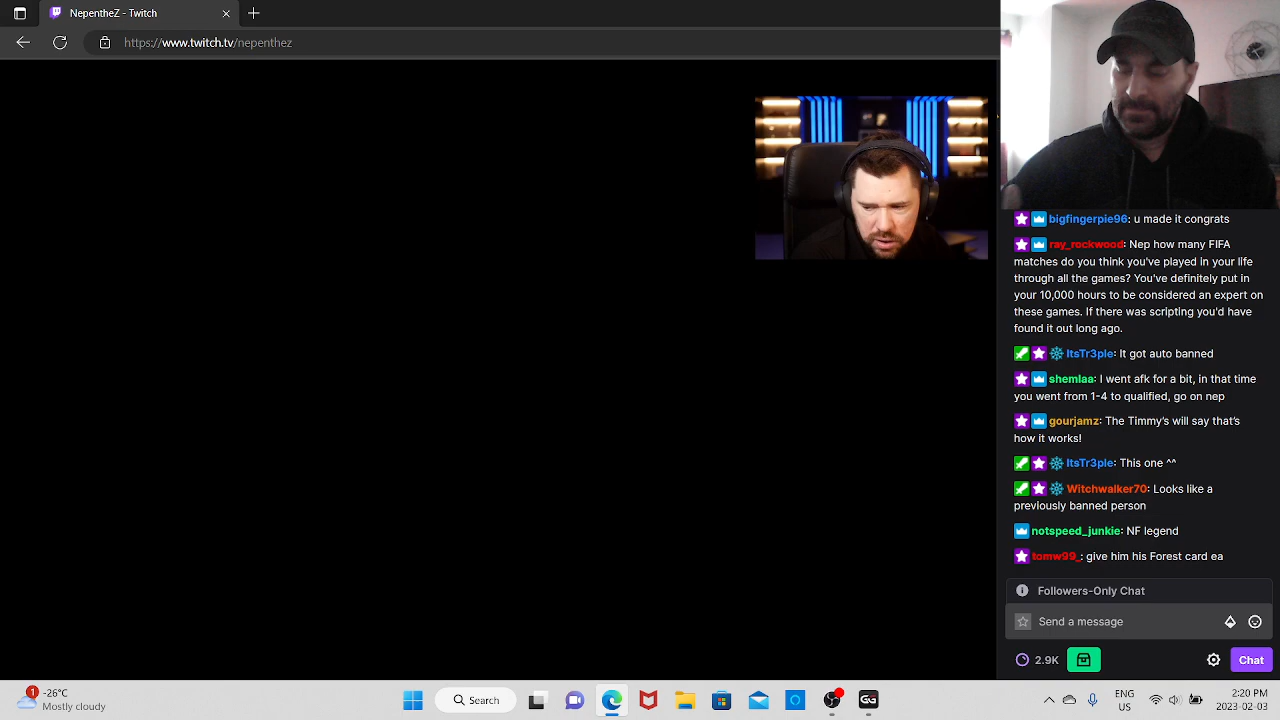 NepentheZ - Twitch
https://www.twitch.tv/nepenthez
bigfingerpie96: u made it congrats
ray_rockwood: Nep how many FIFA
matches do you think you've played in your life
through all the games? You've definitely put in
your 10,000 hours to be considered an expert on
these games. If there was scripting you'd have
found it out long ago.
ItsTr3ple: It got auto banned
shemlaa: I went afk for a bit, in that time
you went from 1-4 to qualified, go on nep
gourjamz: The Timmy's will say that's
how it works!
ItsTr3ple: This one ^^
Witchwalker70: Looks like a
previously banned person
notspeed_junkie: NF legend
tomw99_: give him his Forest card ea
Followers-Only Chat
Send a message
2.9K
Chat
1
-26°C
Mostly cloudy
Search
GG
ENG
US
2:20 PM
2023-02-03